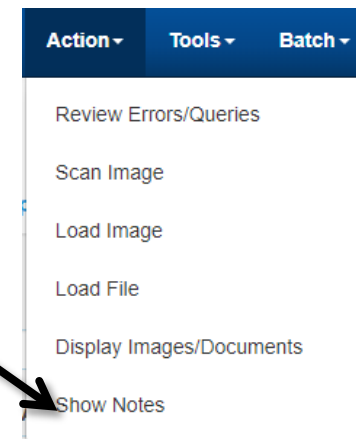 Action Tools Batch
Review Errors/Queries
Scan Image
Load Image
Load File
Display Images/Documents
Show Notes